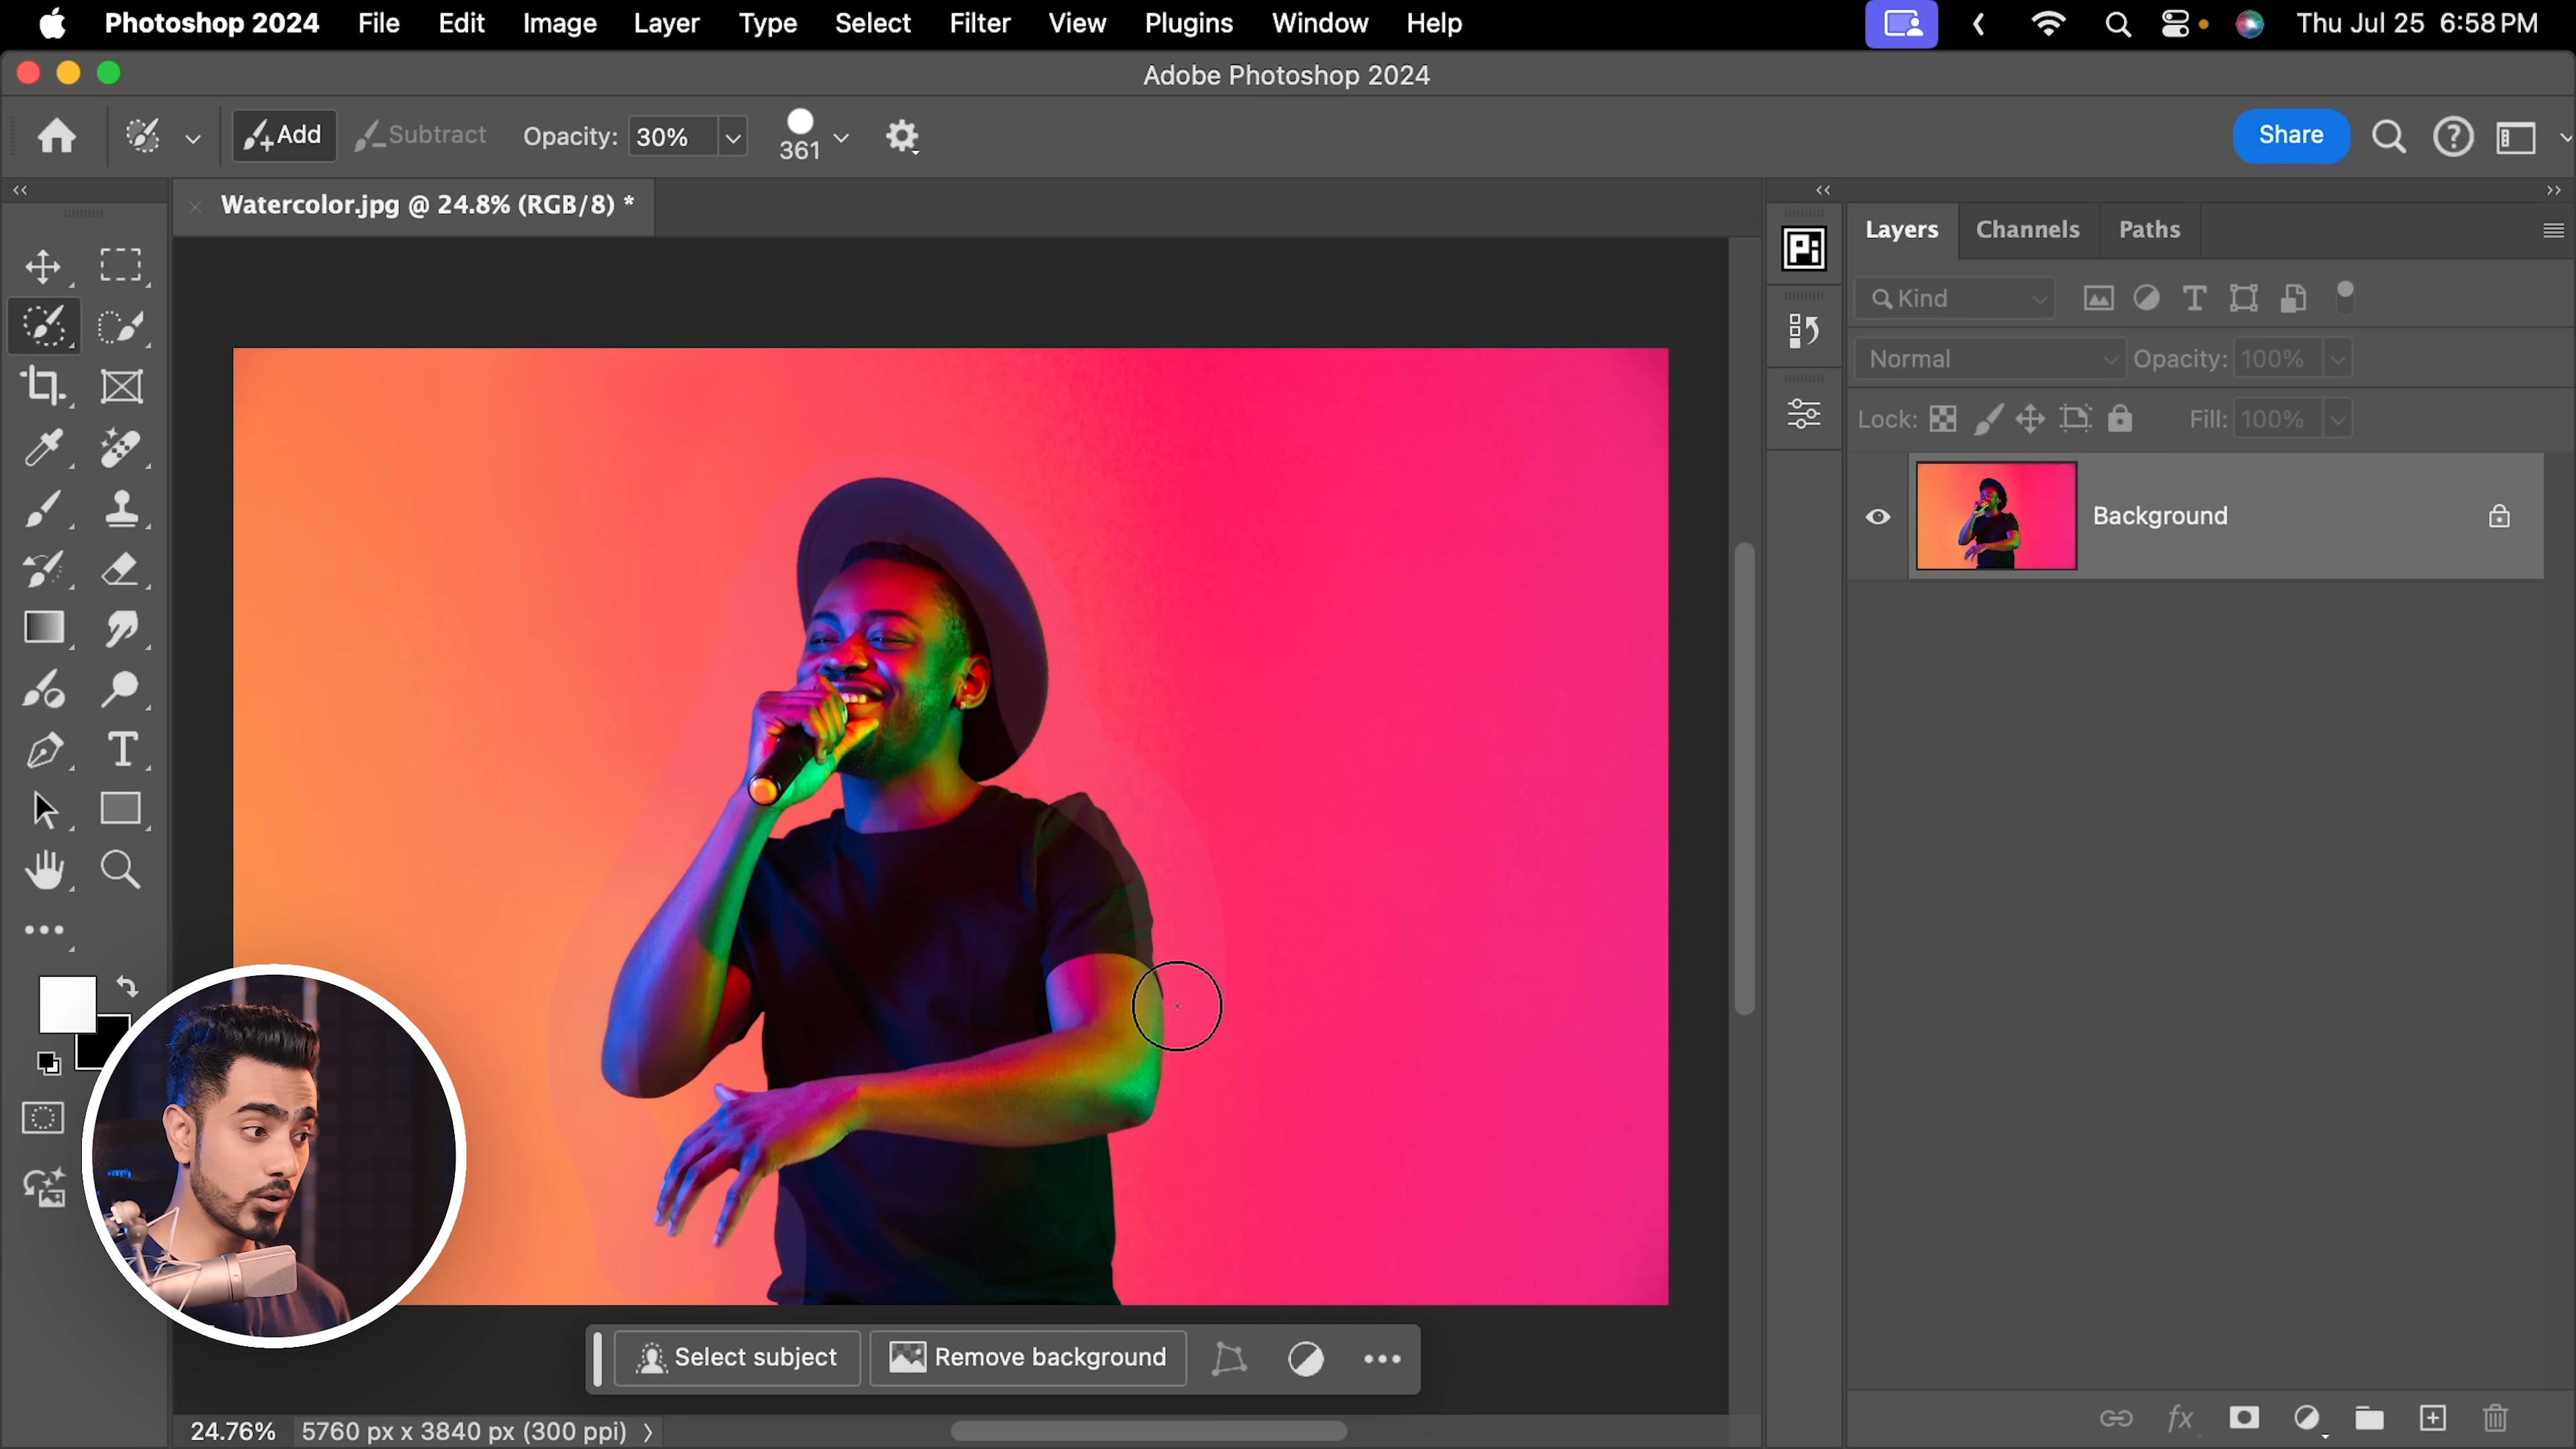 Photoshop 2024 File Edit Image Layer Type Select Filter View Plugins Window Help Thu Jul 25 6:58 PM
Adobe Photoshop 2024
Add Subtract Opacity: 30% 361 Share
Watercolor.jpg @ 24.8% (RGB/8) *
Pi
Layers Channels Paths
Kind
Normal Opacity: 100%
Lock: Fill: 100%
Background
Select subject Remove background
24.76% 5760 px x 3840 px (300 ppi)
fx